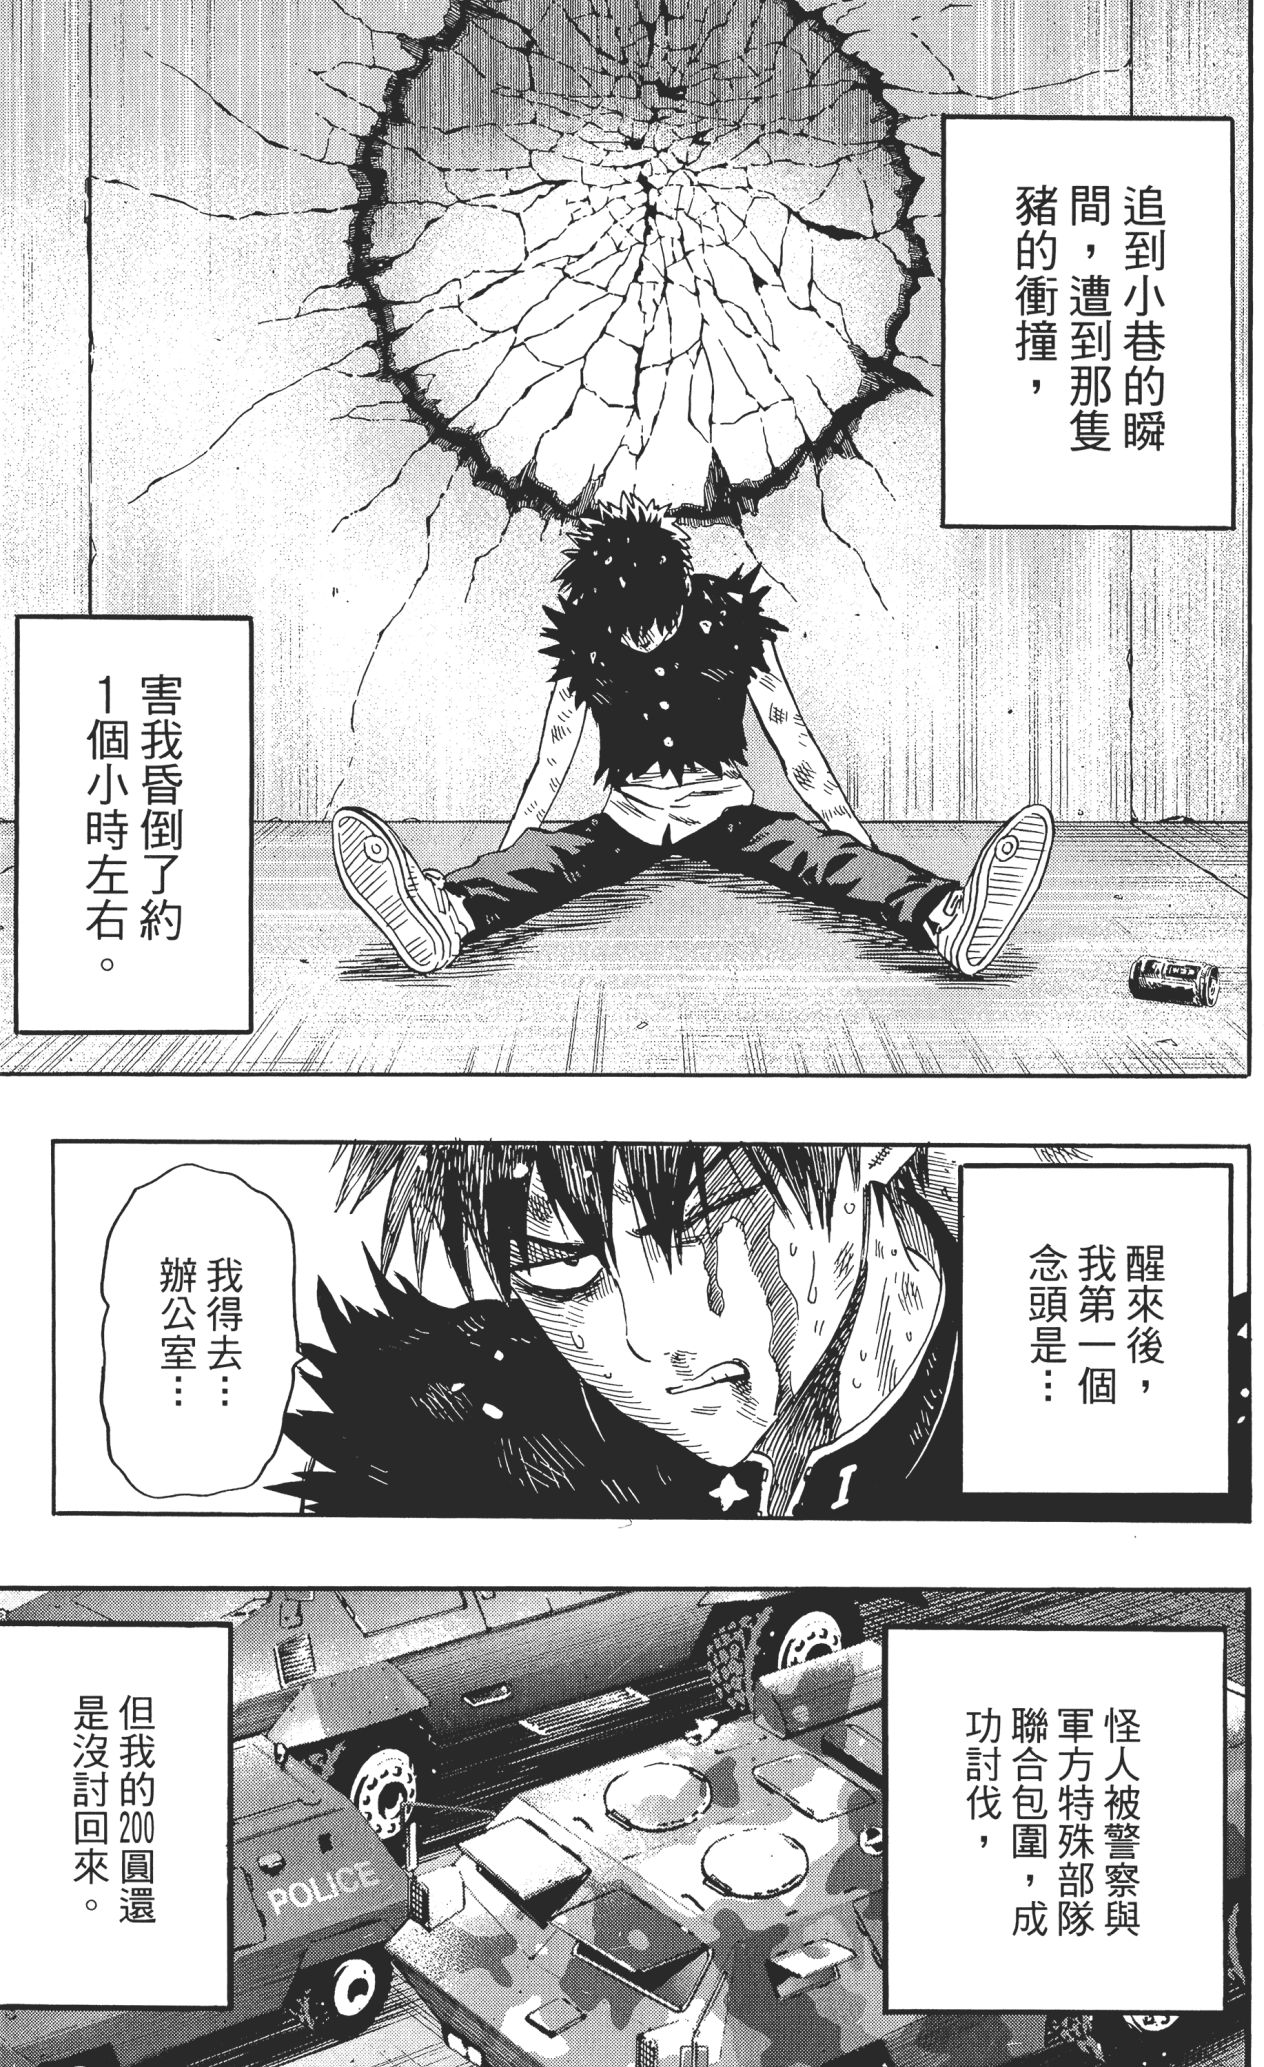 追到小巷的瞬
間，遭到那隻
豬的衝撞，
害我昏倒了約
1個小時左右。
醒來後，
我第一個
念頭是…
我得去…
辦公室…
怪人被警察與
軍方特殊部隊
聯合包圍，成
功討伐，
但我的200圓還
是沒討回來。
POLICE